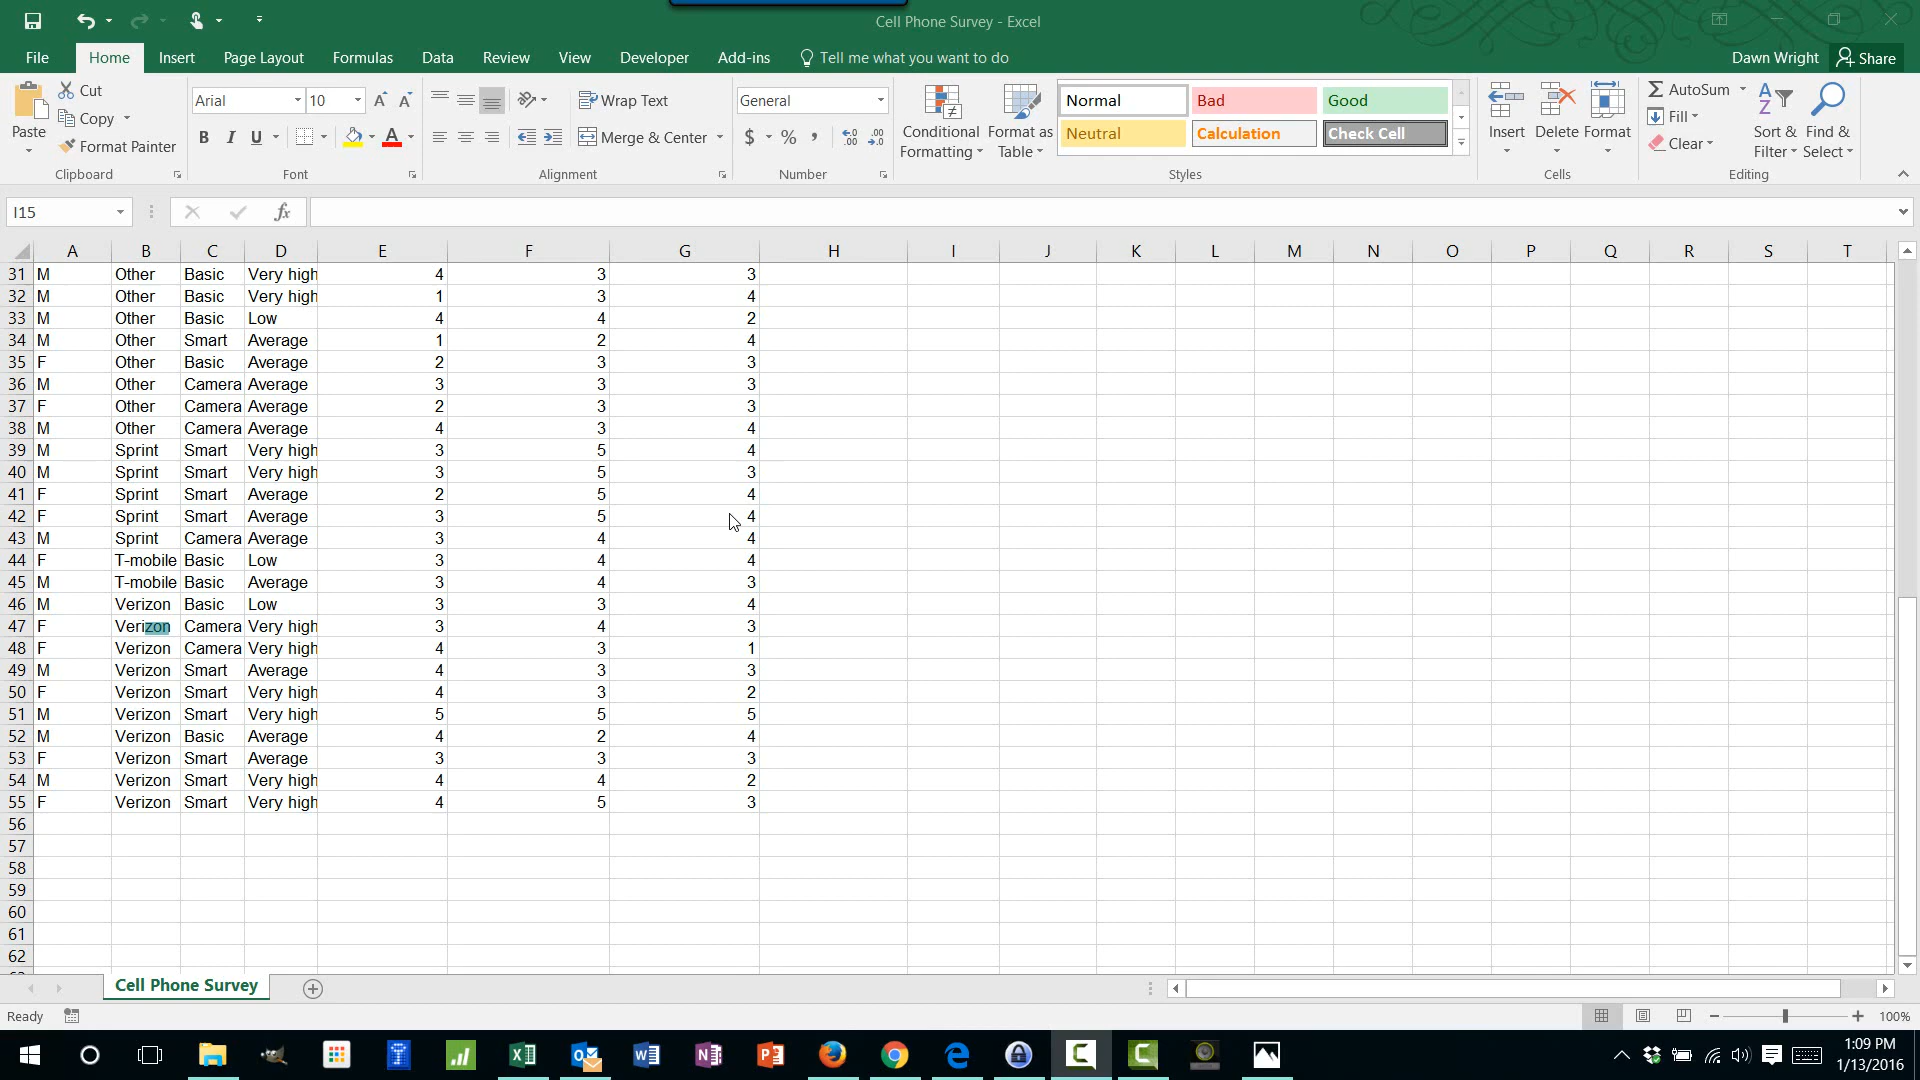 Cell Phone Survey - Excel
File Home Insert Page Layout Formulas Data Review View Developer Add-ins Tell me what you want to do Dawn Wright Share
Paste Cut Copy Format Painter Clipboard
Arial 10 B I U Font
Wrap Text Merge & Center Alignment
General $ % , Number
Conditional Formatting Format as Table
Normal Bad Good
Neutral Calculation Check Cell
Styles
Insert Delete Format Cells
AutoSum Fill Clear Sort & Filter Find & Select Editing
I15 fx
A B C D E F G H I J K L M N O P Q R S T
31 M Other Basic Very high 4 3 3
32 M Other Basic Very high 1 3 4
33 M Other Basic Low 4 4 2
34 M Other Smart Average 1 2 4
35 F Other Basic Average 2 3 3
36 M Other Camera Average 3 3 3
37 F Other Camera Average 2 3 3
38 M Other Camera Average 4 3 4
39 M Sprint Smart Very high 3 5 4
40 M Sprint Smart Very high 3 5 3
41 F Sprint Smart Average 2 5 4
42 F Sprint Smart Average 3 5 4
43 M Sprint Camera Average 3 4 4
44 F T-mobile Basic Low 3 4 4
45 M T-mobile Basic Average 3 4 3
46 M Verizon Basic Low 3 3 4
47 F Verizon Camera Very high 3 4 3
48 F Verizon Camera Very high 4 3 1
49 M Verizon Smart Average 4 3 3
50 F Verizon Smart Very high 4 3 2
51 M Verizon Smart Very high 5 5 5
52 M Verizon Basic Average 4 2 4
53 F Verizon Smart Average 3 3 3
54 M Verizon Smart Very high 4 4 2
55 F Verizon Smart Very high 4 5 3
56
57
58
59
60
61
62
Cell Phone Survey
Ready 100%
1:09 PM
1/13/2016